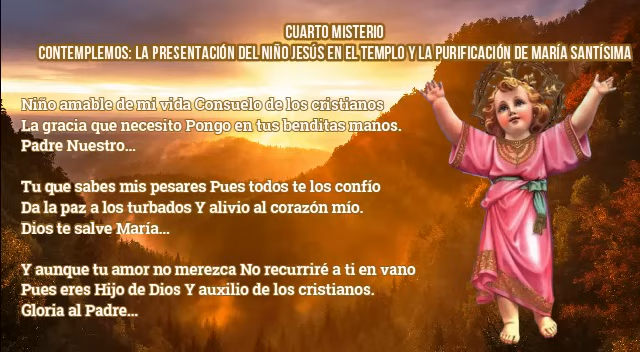 CUARTO MISTERIO
CONTEMPLEMOS: LA PRESENTACIÓN DEL NIÑO JESÚS EN EL TEMPLO Y LA PURIFICACIÓN DE MARÍA SANTÍSIMA
Niño amable de mi vida Consuelo de los cristianos
La gracia que necesito Pongo en tus benditas manos.
Padre Nuestro...
Tu que sabes mis pesares Pues todos te los confío
Da la paz a los turbados Y alivio al corazón mío.
Dios te salve María...
Y aunque tu amor no merezca No recurriré a ti en vano
Pues eres Hijo de Dios Y auxilio de los cristianos.
Gloria al Padre...